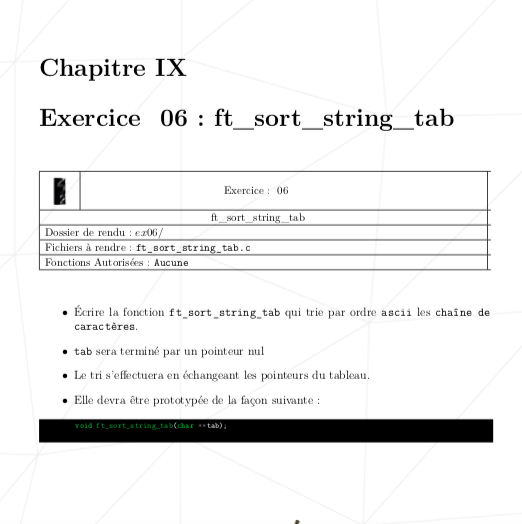 Chapitre IX
Exercice 06 : ft_sort_string_tab
Exercice : 06
ft_sort_string_tab
Dossier de rendu : ex06/
Fichiers à rendre : ft_sort_string_tab.c
Fonctions Autorisées : Aucune
• Écrire la fonction ft_sort_string_tab qui trie par ordre ascii les chaîne de
caractères.
• tab sera terminé par un pointeur nul
• Le tri s'effectuera en échangeant les pointeurs du tableau.
• Elle devra être prototypée de la façon suivante :
void ft_sort_string_tab(char **tab);